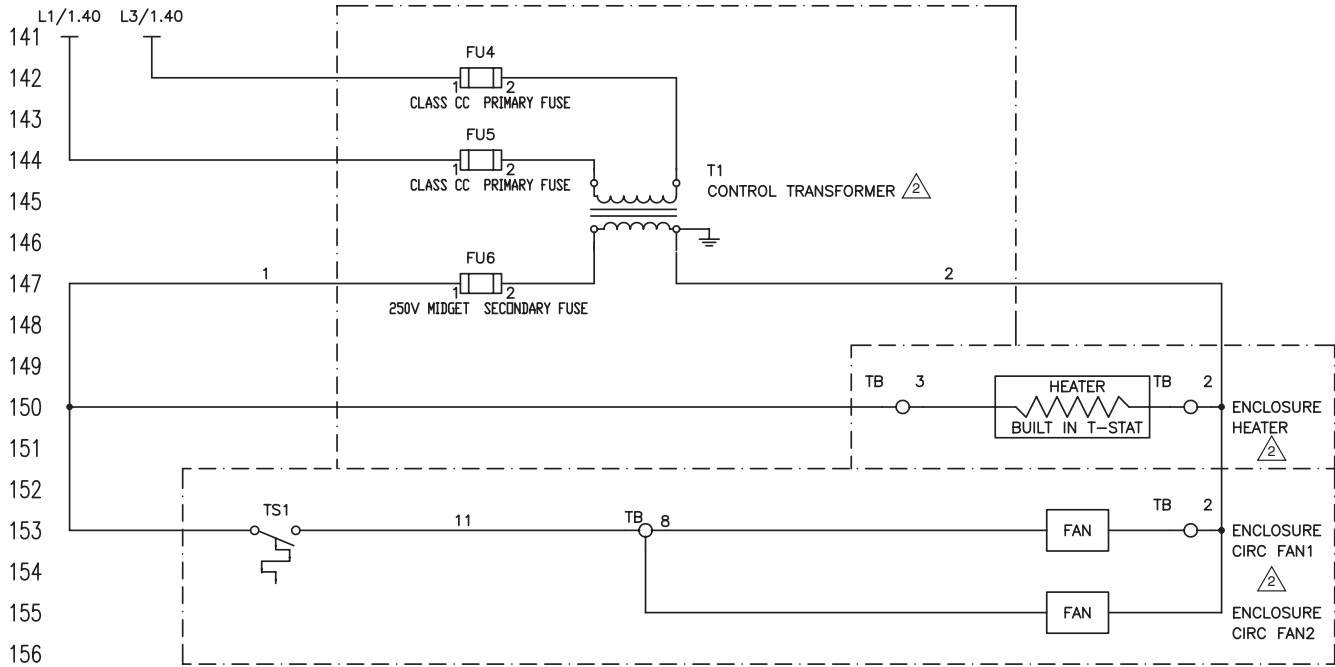 L1/1.40 L3/1.40
141
FU4
142
1 2
CLASS CC PRIMARY FUSE
143
FU5
144
1 2
T1
CLASS CC PRIMARY FUSE
CONTROL TRANSFORMER 2
145
146
FU6
147
1
1 2
2
250V MIDGET SECONDARY FUSE
148
149
TB 3
HEATER
TB 2
150
ENCLOSURE
BUILT IN T-STAT
HEATER
151
2
152
TS1
TB 2
153
11
TB 8
FAN
ENCLOSURE
CIRC FAN1
154
2
155
FAN
ENCLOSURE
CIRC FAN2
156